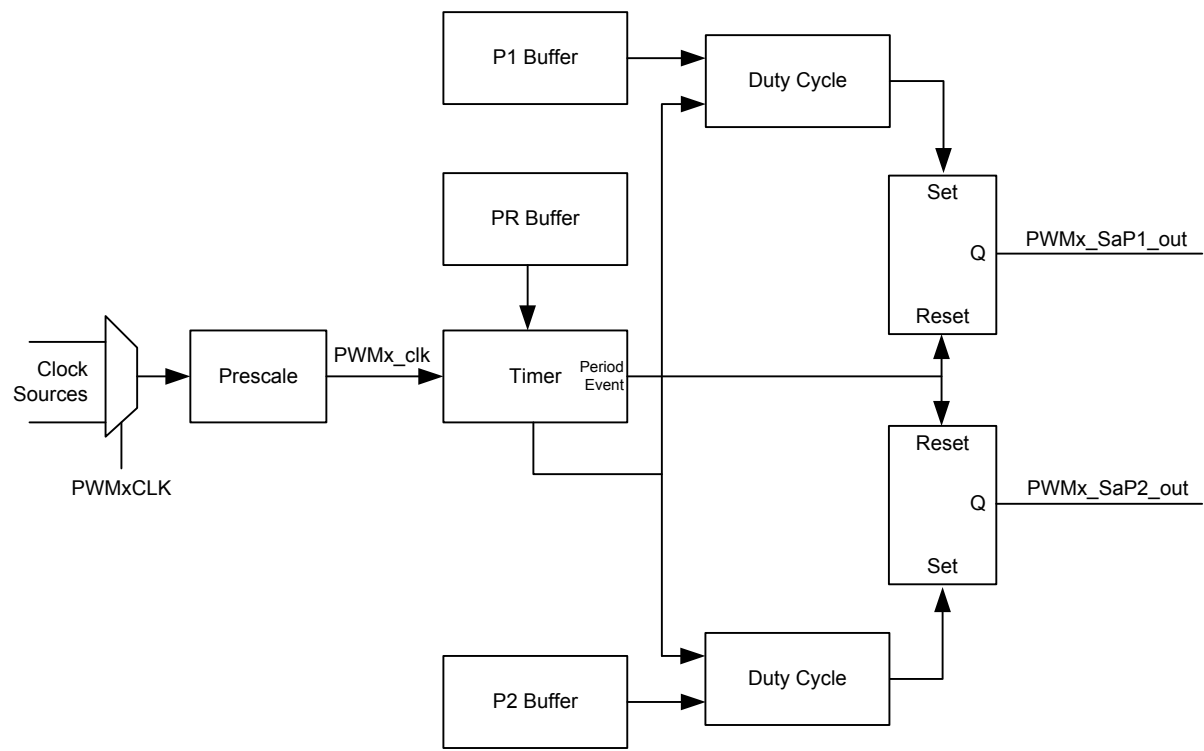 P1 Buffer
Duty Cycle
Set
PR Buffer
Q
PWMx_SaP1_out
Reset
Clock
Sources
Prescale
PWMx_clk
Timer
Period
Event
PWMxCLK
Reset
Q
PWMx_SaP2_out
Set
P2 Buffer
Duty Cycle